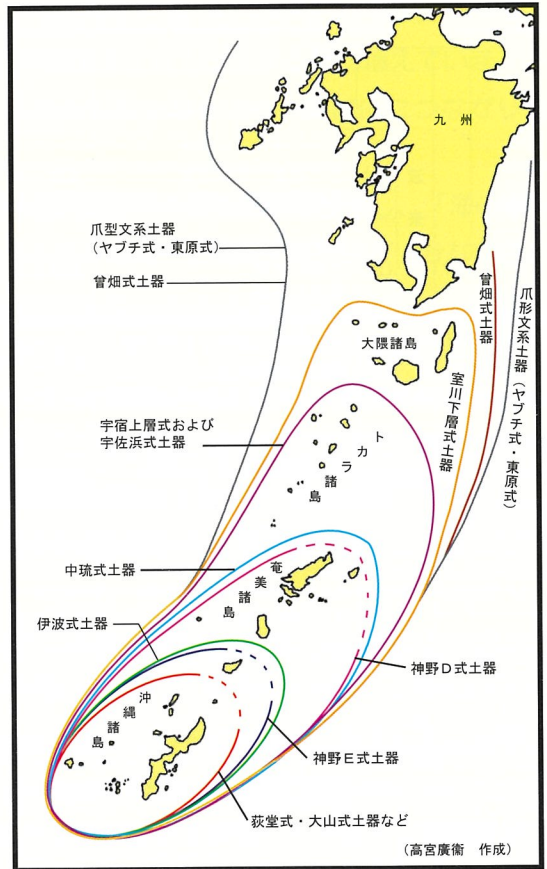 九州
爪型文系土器
(ヤブチ式・東原式)
曾畑式土器
曾畑式土器
爪形文系土器(ヤブチ式・東原式)
大隈諸島
室川下層式土器
宇宿上層式および
宇佐浜式土器
トカラ諸島
中琉式土器
奄美諸島
伊波式土器
神野D式土器
沖縄諸島
神野E式土器
荻堂式・大山式土器など
(高宮廣衞 作成)